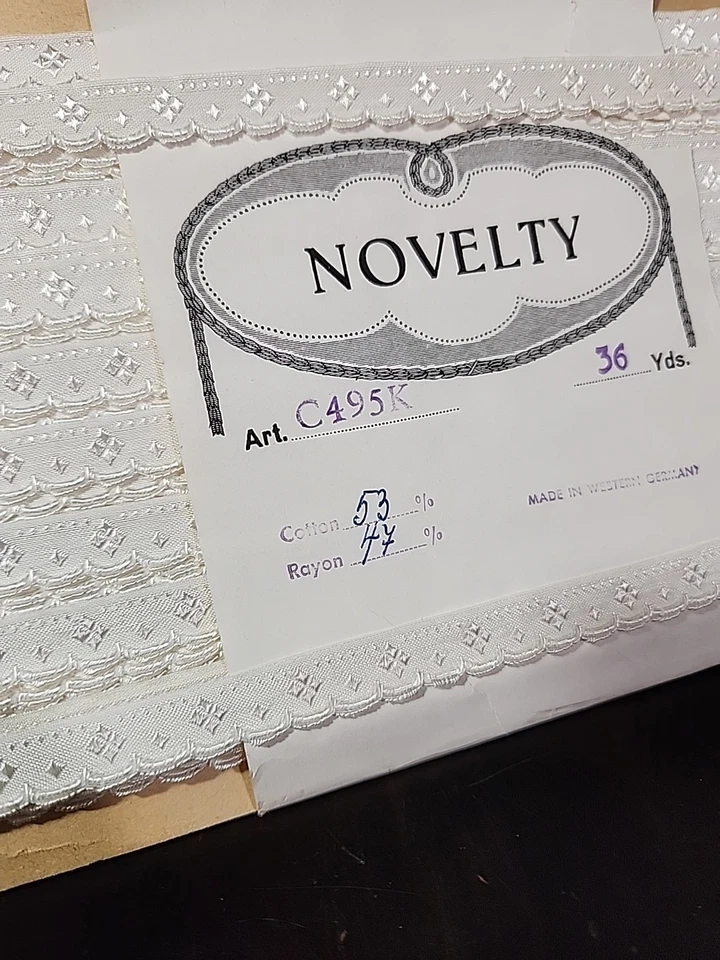 NOVELTY
36 Yds.
Art. C495K
MADE IN WESTERN GERMANY
Cotton 53 %
Rayon 47 %